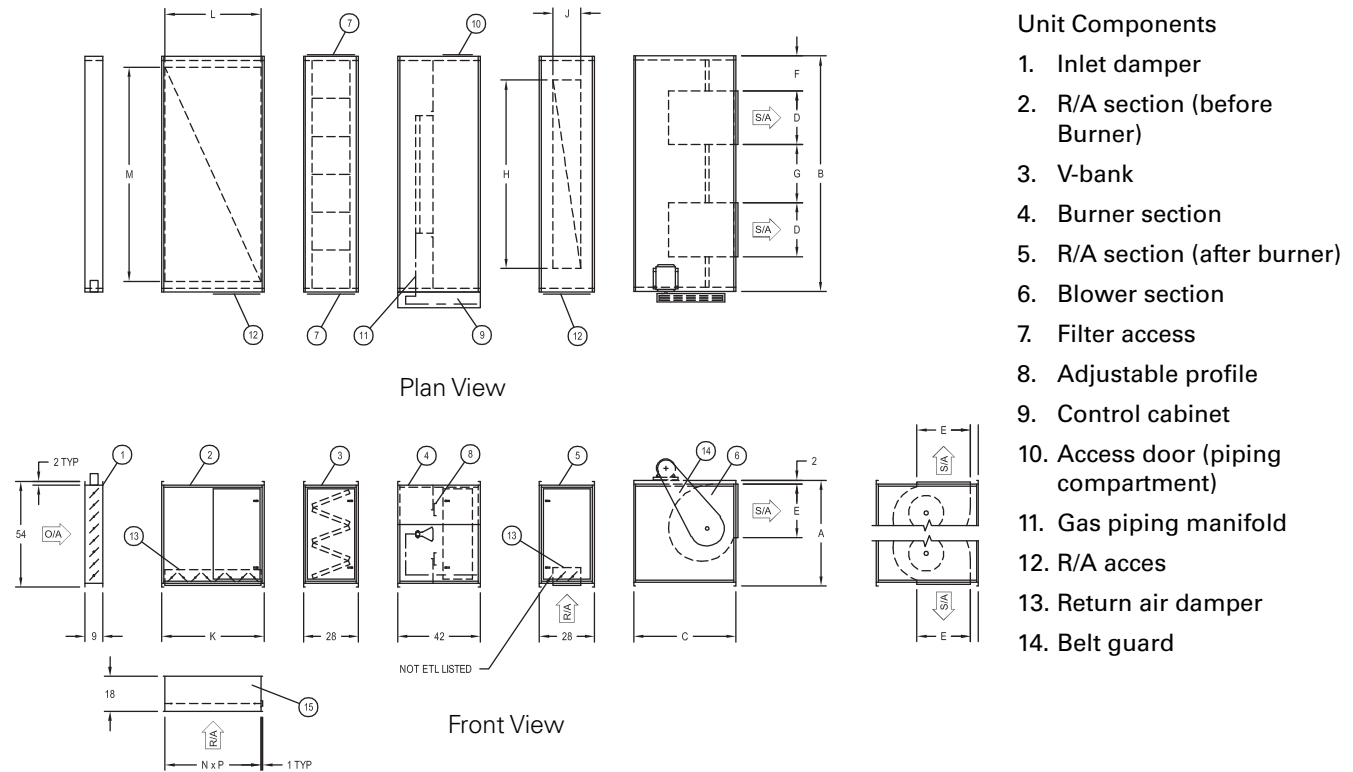 L
7
10
J
F
S/A
D
M
H
G
B
S/A
D
12
7
11
9
12
Plan View
2 TYP
1
2
3
4
8
5
14
6
2
E
S/A
54
O/A
13
13
S/A
E
A
R/A
S/A
9
K
28
42
28
C
E
NOT ETL LISTED
18
15
R/A
Front View
N x P
1 TYP
Unit Components
1. Inlet damper
2. R/A section (before
Burner)
3. V-bank
4. Burner section
5. R/A section (after burner)
6. Blower section
7. Filter access
8. Adjustable profile
9. Control cabinet
10. Access door (piping
compartment)
11. Gas piping manifold
12. R/A acces
13. Return air damper
14. Belt guard